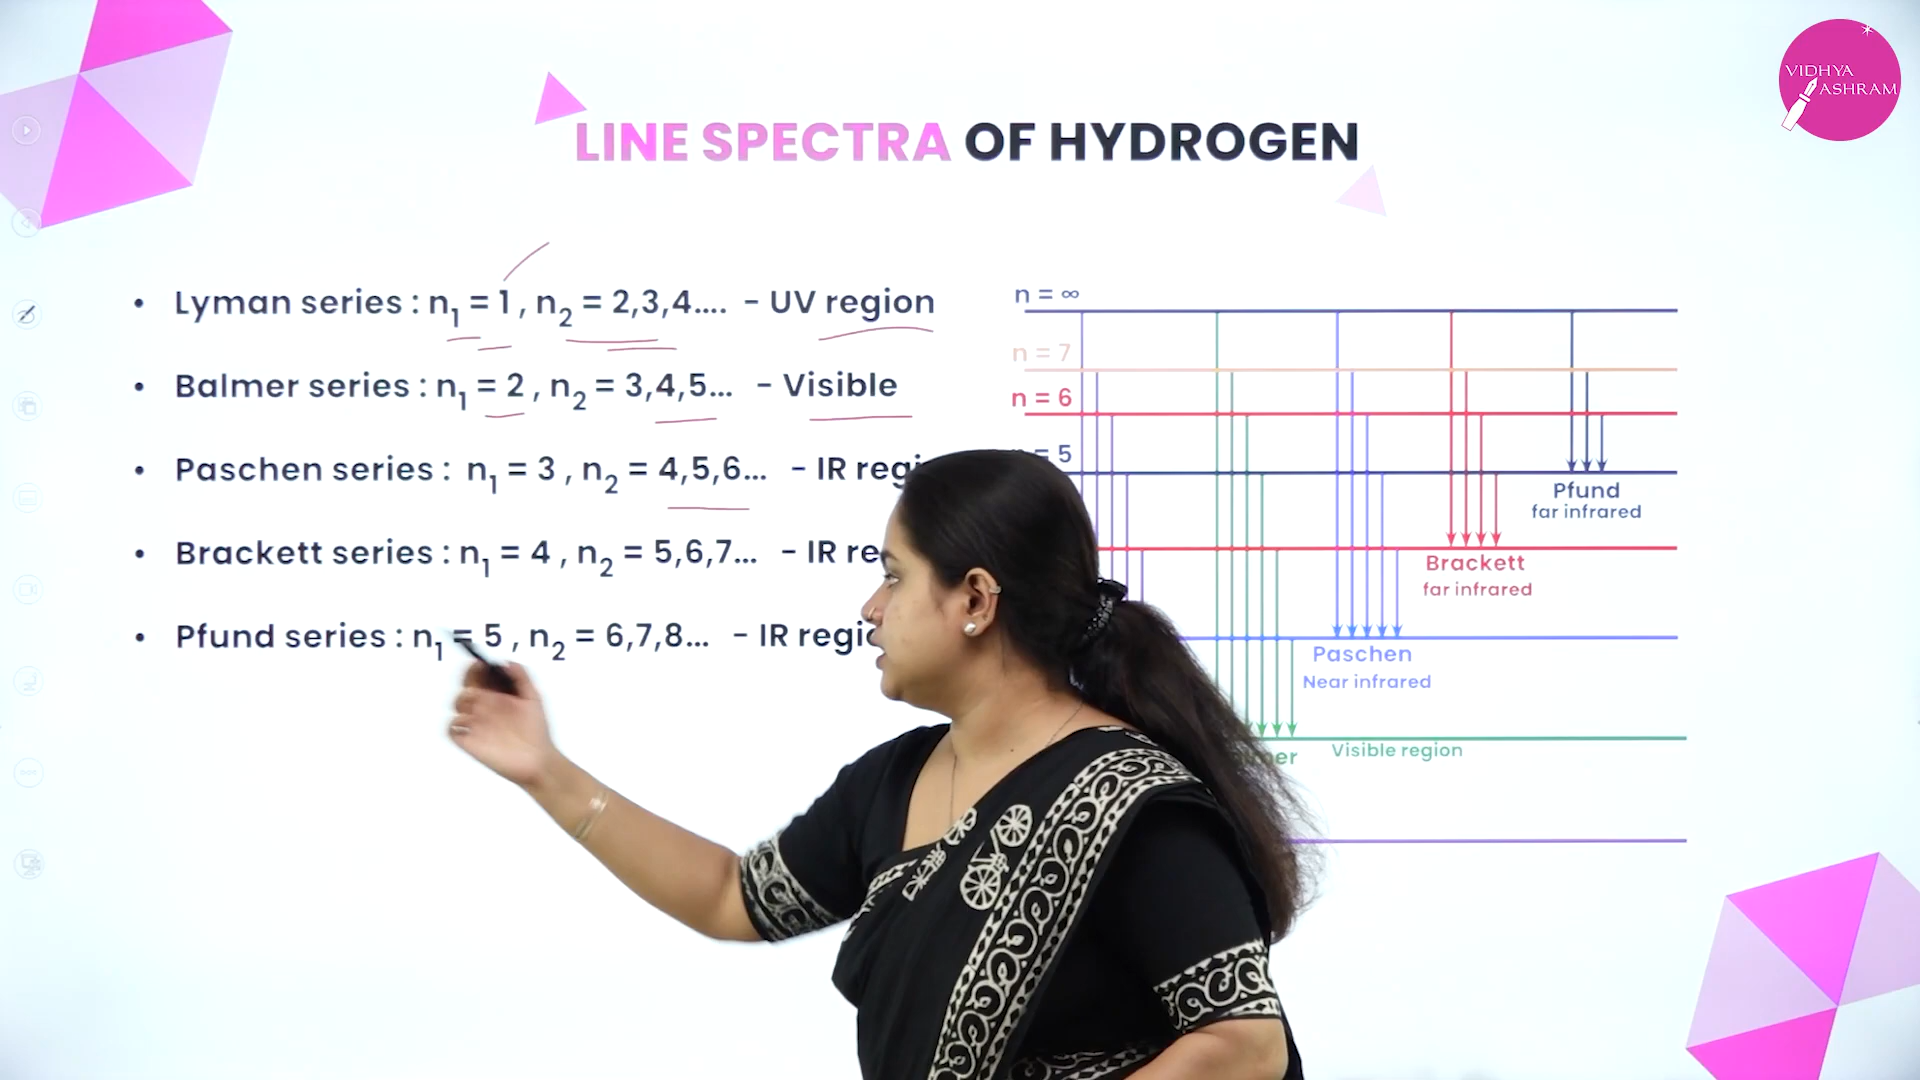 VIDHYA
ASHRAM
LINE SPECTRA OF HYDROGEN
• Lyman series : n₁ = 1 , n₂ = 2,3,4.... - UV region
• Balmer series : n₁ = 2 , n₂ = 3,4,5... - Visible
• Paschen series : n₁ = 3 , n₂ = 4,5,6... - IR
• Brackett series : n₁ = 4 , n₂ = 5,6,7... - IR
• Pfund series : n₁ = 5 , n₂ = 6,7,8... - IR
n = ∞
n = 7
n = 6
= 5
Pfund
far infrared
Brackett
far infrared
Paschen
Near infrared
Visible region